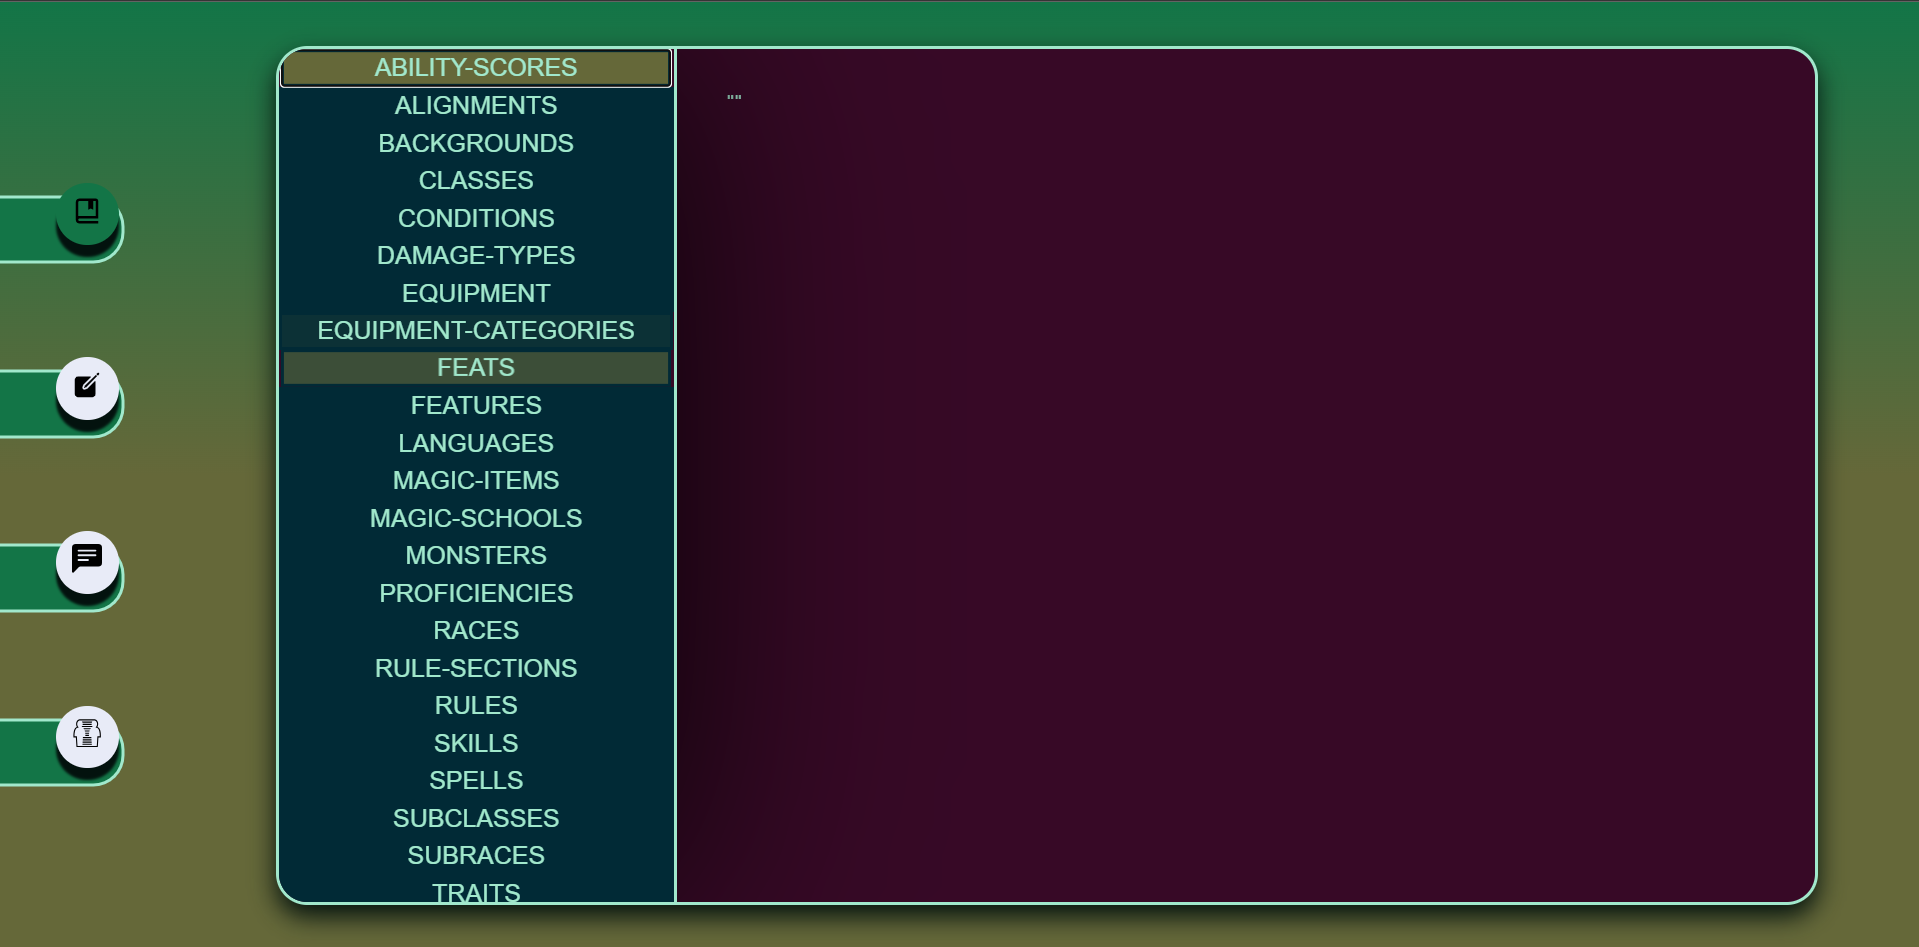 ABILITY-SCORES
ALIGNMENTS
BACKGROUNDS
CLASSES
CONDITIONS
DAMAGE-TYPES
EQUIPMENT
EQUIPMENT-CATEGORIES
FEATS
FEATURES
LANGUAGES
MAGIC-ITEMS
MAGIC-SCHOOLS
MONSTERS
PROFICIENCIES
RACES
RULE-SECTIONS
RULES
SKILLS
SPELLS
SUBCLASSES
SUBRACES
TRAITS
""